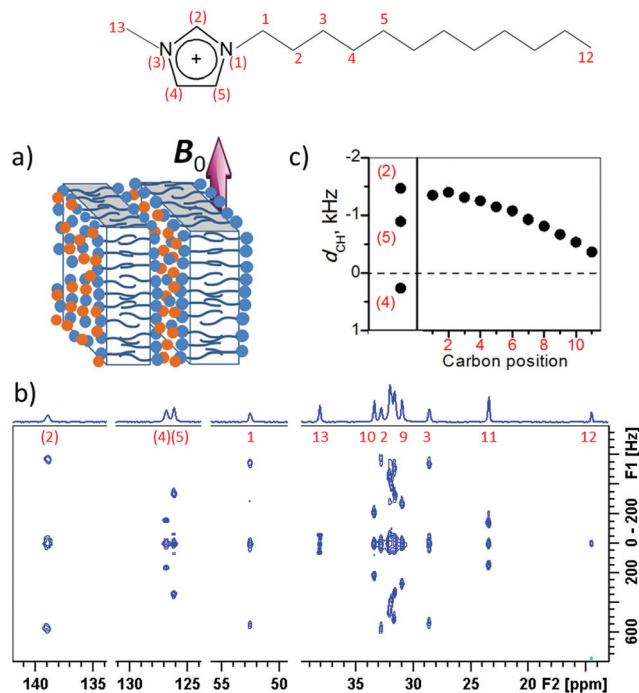 13
(2)
N
N
(3)
(1)
+
(4)
(5)
1
3
5
2
4
12
a)
B0
c)
-2
-1
0
1
dCH, kHz
(2)
(5)
(4)
2 4 6 8 10
Carbon position
b)
(2) (4)(5) 1 13 10 2 9 3 11 12
F1 [Hz]
- 200
0
200
600
140 135 130 125 55 50 35 30 25 20 F2 [ppm]